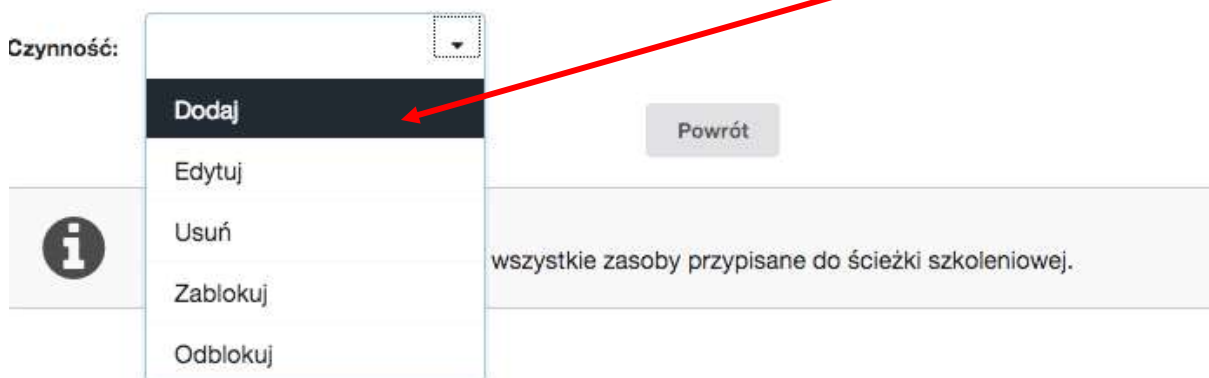 Czynność:
Dodaj
Powrót
Edytuj
Usuń
wszystkie zasoby przypisane do ścieżki szkoleniowej.
Zablokuj
Odblokuj